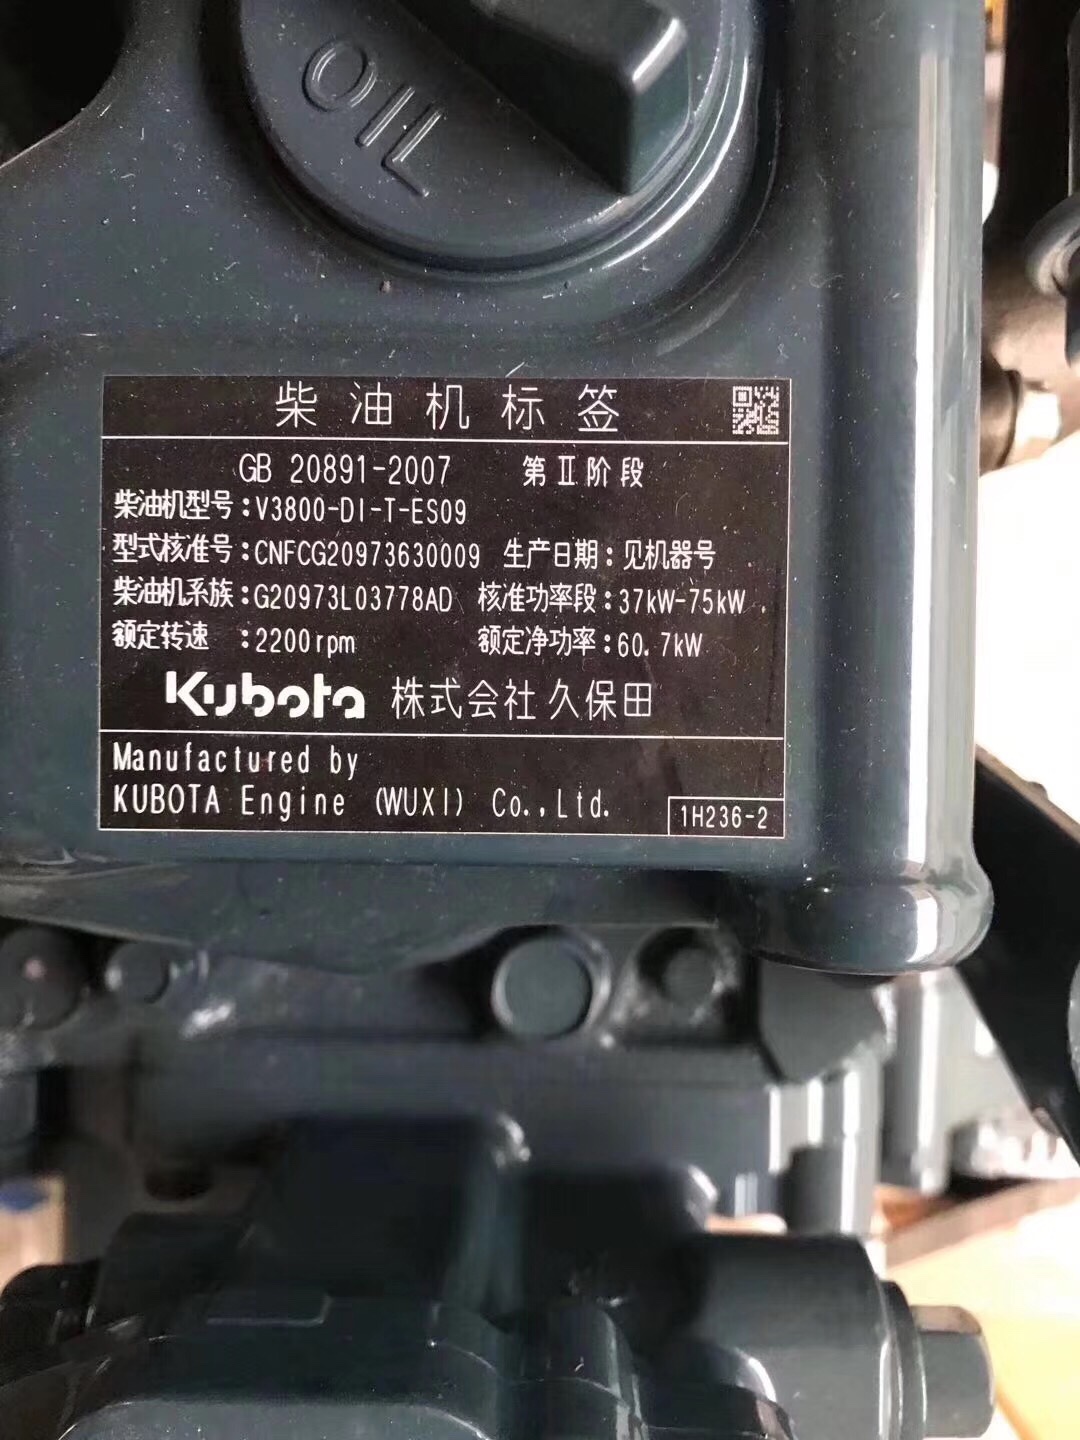 OIL
柴油机标签
GB 20891-2007 第Ⅱ阶段
柴油机型号:V3800-DI-T-ES09
型式核准号:CNFCG20973630009 生产日期:见机器号
柴油机系族:G20973L03778AD 核准功率段:37kW-75kW
额定转速 :2200rpm 额定净功率:60.7kW
Kubota 株式会社久保田
Manufactured by
KUBOTA Engine (WUXI) Co.,Ltd.
1H236-2